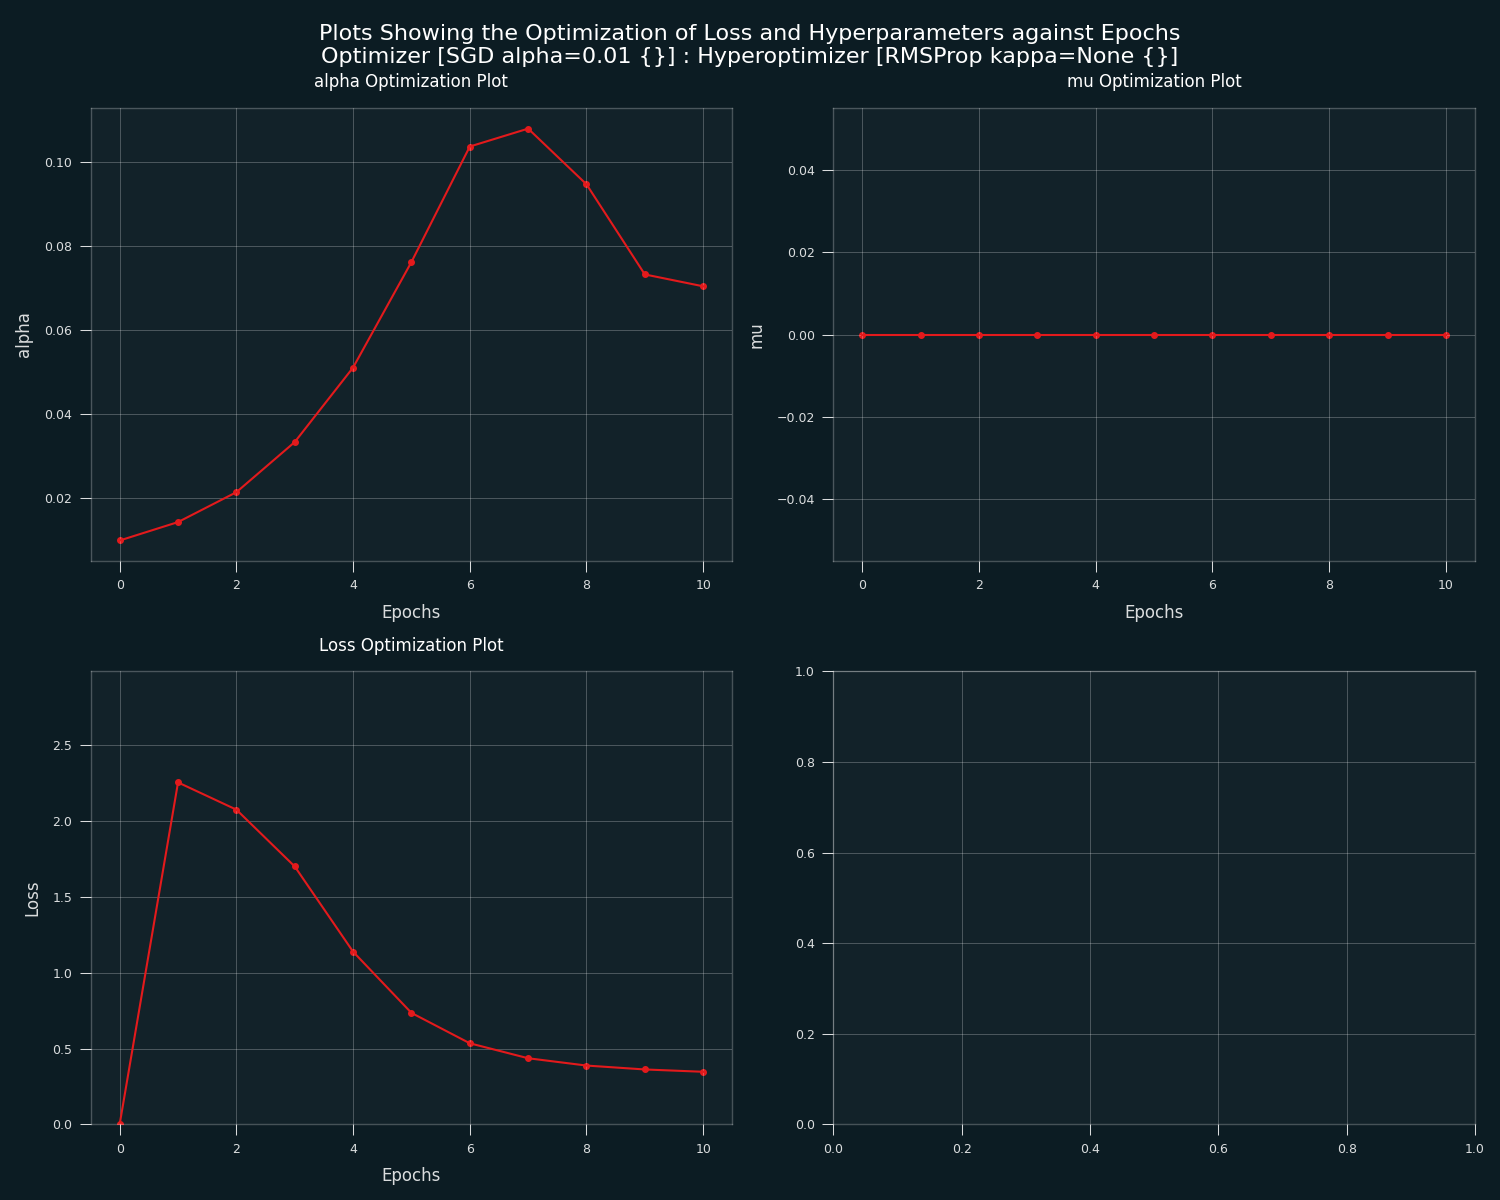 Plots Showing the Optimization of Loss and Hyperparameters against Epochs
Optimizer [SGD alpha=0.01 {}] : Hyperoptimizer [RMSProp kappa=None {}]
alpha Optimization Plot
0.10
0.08
0.06
0.04
0.02
alpha
0 2 4 6 8 10
Epochs
mu Optimization Plot
0.04
0.02
0.00
−0.02
−0.04
mu
0 2 4 6 8 10
Epochs
Loss Optimization Plot
2.5
2.0
1.5
1.0
0.5
0.0
Loss
0 2 4 6 8 10
Epochs
1.0
0.8
0.6
0.4
0.2
0.0
0.0 0.2 0.4 0.6 0.8 1.0